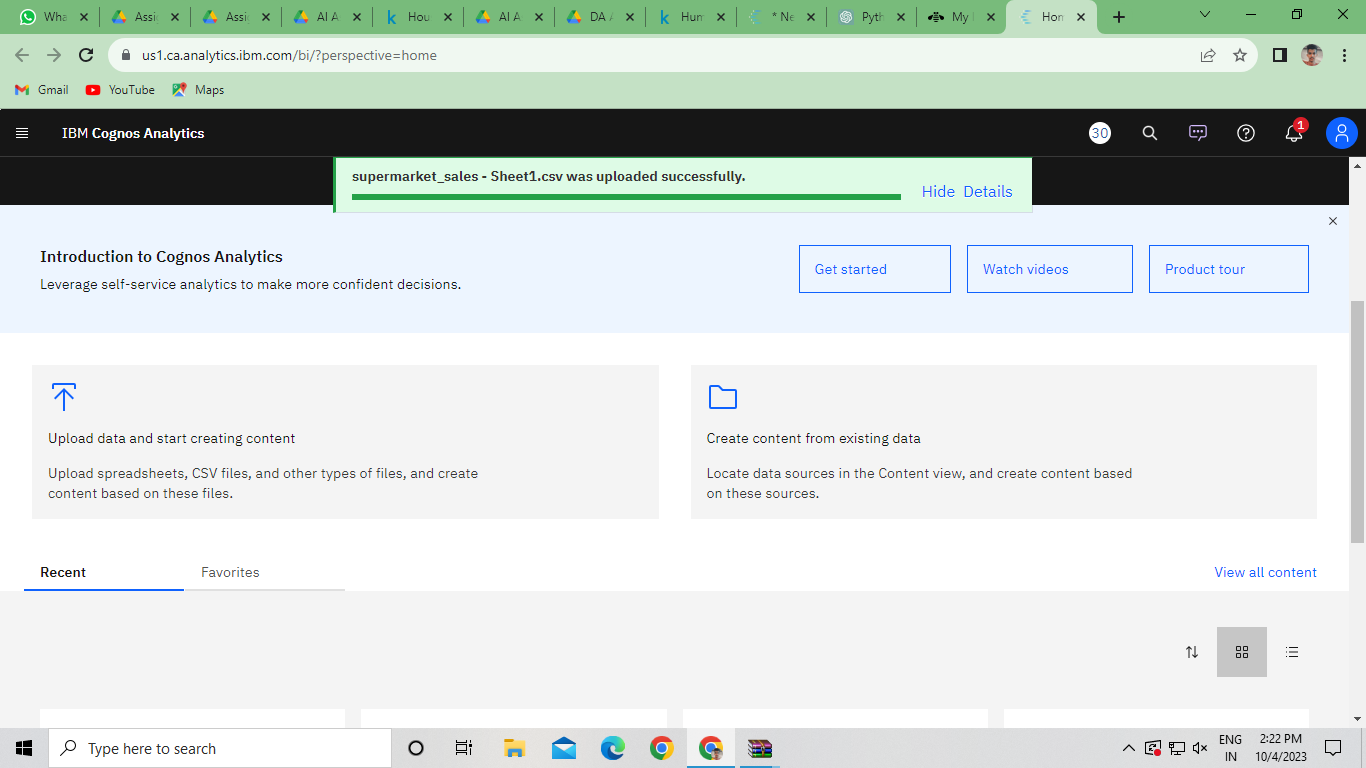 Wha
Assi
Assi
AI A
Hou
AI A
DA A
Hum
* Ne
Pyth
My
Hon
us1.ca.analytics.ibm.com/bi/?perspective=home
Gmail
YouTube
Maps
IBM Cognos Analytics
30
1
supermarket_sales - Sheet1.csv was uploaded successfully.
Hide Details
Introduction to Cognos Analytics
Leverage self-service analytics to make more confident decisions.
Get started
Watch videos
Product tour
Upload data and start creating content
Upload spreadsheets, CSV files, and other types of files, and create
content based on these files.
Create content from existing data
Locate data sources in the Content view, and create content based
on these sources.
Recent
Favorites
View all content
Type here to search
ENG
IN
2:22 PM
10/4/2023